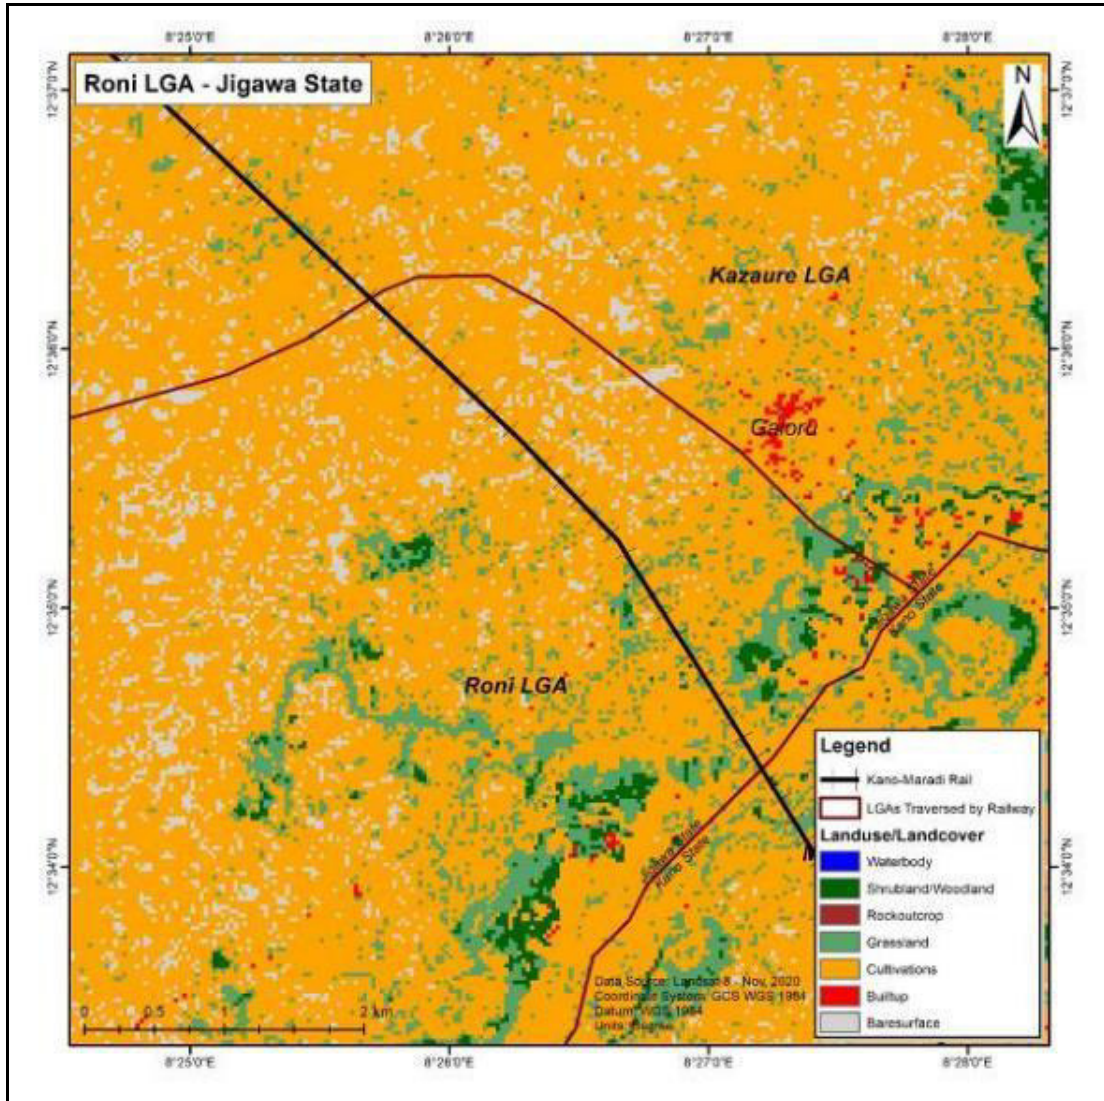 8°25'0"E 8°26'0"E 8°27'0"E 8°28'0"E
Roni LGA - Jigawa State
N
12°37'0"N 12°37'0"N
Kazaure LGA
12°36'0"N 12°36'0"N
Gaioru
12°35'0"N 12°35'0"N
Kano State
Roni LGA
Legend
Kano-Maradi Rail
LGAs Traversed by Railway
Landuse/Landcover
Waterbody
Shrubland/Woodland
Rockoutcrop
Grassland
Cultivations
Builtup
Baresurface
Jigawa State
Kano State
12°34'0"N 12°34'0"N
Data Source: Landsat-8 - Nov, 2020
Coordinate System: GCS WGS 1984
Datum: WGS 1984
Units: Degree
0 0.5 1 2 km
8°25'0"E 8°26'0"E 8°27'0"E 8°28'0"E